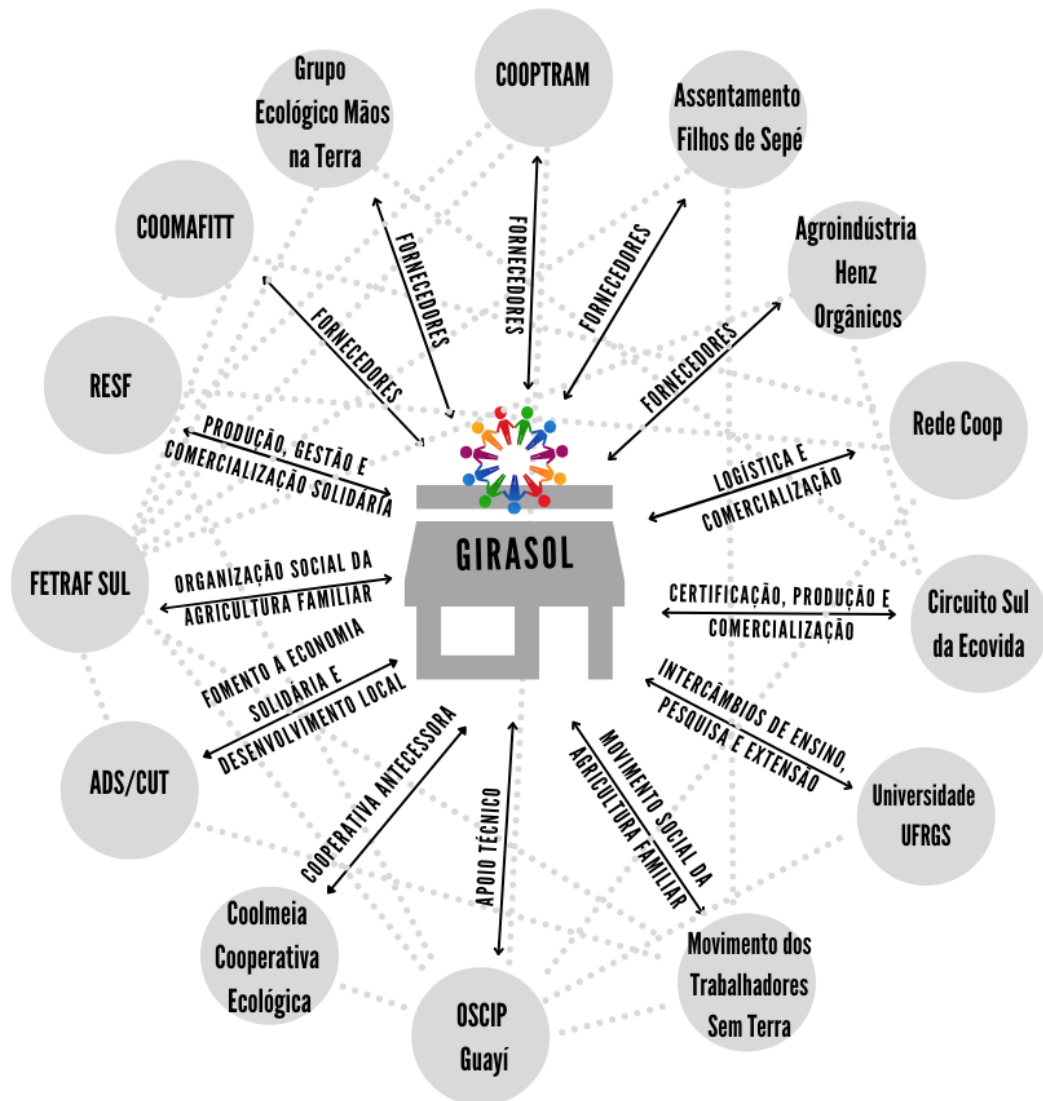 COOPTRAM
Grupo
Ecológico Mãos
na Terra
Assentamento
Filhos de Sepé
COOMAFITT
Agroindústria
Henz
Orgânicos
FORNECEDORES
FORNECEDORES
FORNECEDORES
FORNECEDORES
FORNECEDORES
RESF
Rede Coop
PRODUÇÃO, GESTÃO E
COMERCIALIZAÇÃO SOLIDÁRIA
LOGÍSTICA E
COMERCIALIZAÇÃO
GIRASOL
FETRAF SUL
ORGANIZAÇÃO SOCIAL DA
AGRICULTURA FAMILIAR
CERTIFICAÇÃO, PRODUÇÃO E
COMERCIALIZAÇÃO
Circuito Sul
da Ecovida
FOMENTO A ECONOMIA
SOLIDÁRIA E
DESENVOLVIMENTO LOCAL
INTERCÂMBIOS DE ENSINO,
PESQUISA E EXTENSÃO
ADS/CUT
Universidade
UFRGS
COOPERATIVA ANTECESSORA
APOIO TÉCNICO
MOVIMENTO SOCIAL DA
AGRICULTURA FAMILIAR
Coolmeia
Cooperativa
Ecológica
OSCIP
Guayí
Movimento dos
Trabalhadores
Sem Terra